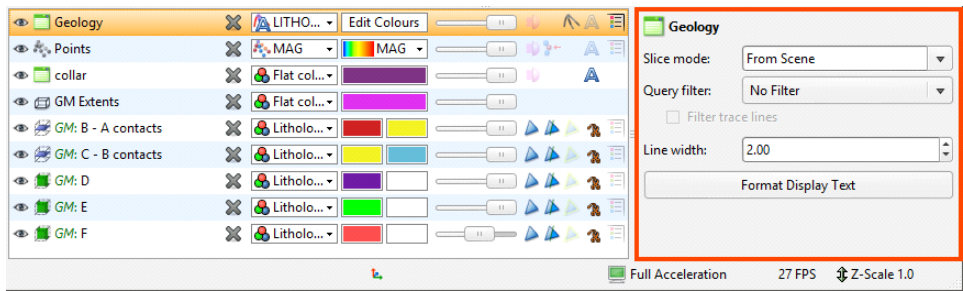 Geology LITHO... Edit Colours
Points MAG MAG
collar Flat col...
GM Extents Flat col...
GM: B - A contacts Litholo...
GM: C - B contacts Litholo...
GM: D Litholo...
GM: E Litholo...
GM: F Litholo...
Geology
Slice mode: From Scene
Query filter: No Filter
Filter trace lines
Line width: 2.00
Format Display Text
Full Acceleration 27 FPS Z-Scale 1.0